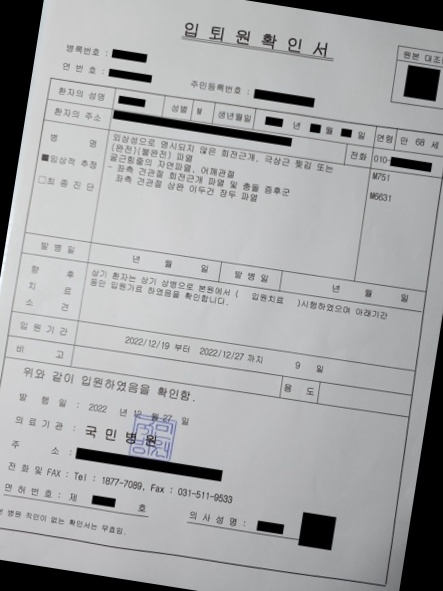 입 퇴 원 확 인 서
원본 대조
병록번호 :
연 번 호 :
주민등록번호 :
환자의 성명
성별 M 생년월일 년 월 일 연령 만 68 세
환자의 주소
전화 010-
병 명
■임상적 추정
□최 종 진 단
외상성으로 명시되지 않은 회전근개, 극상근 찢김 또는
(완전)(불완전) 파열
굴근힘줄의 자연파열, 어깨관절
- 좌측 견관절 회전근개 파열 및 충돌 증후군
좌측 견관절 상완 이두건 장두 파열
M751
M6631
발 병 일 년 월 일 발 병 일 년 월 일
향 후
치 료
소 견
상기 환자는 상기 상병으로 본원에서 ( 입원치료 )시행하였으며 아래기간
동안 입원가료 하였음을 확인합니다.
입 원 기 간 2022/12/19 부터 2022/12/27 까지 9 일
비 고
용 도
위와 같이 입원하였음을 확인함.
발 행 일 : 2022 년 12 월 27 일
의 료 기 관 : 국 민 병 원
주 소 :
전 화 및 FAX : Tel : 1877-7089, Fax : 031-511-9533
면 허 번 호 : 제 호
의 사 성 명 :
병원 직인이 없는 확인서는 무효임.